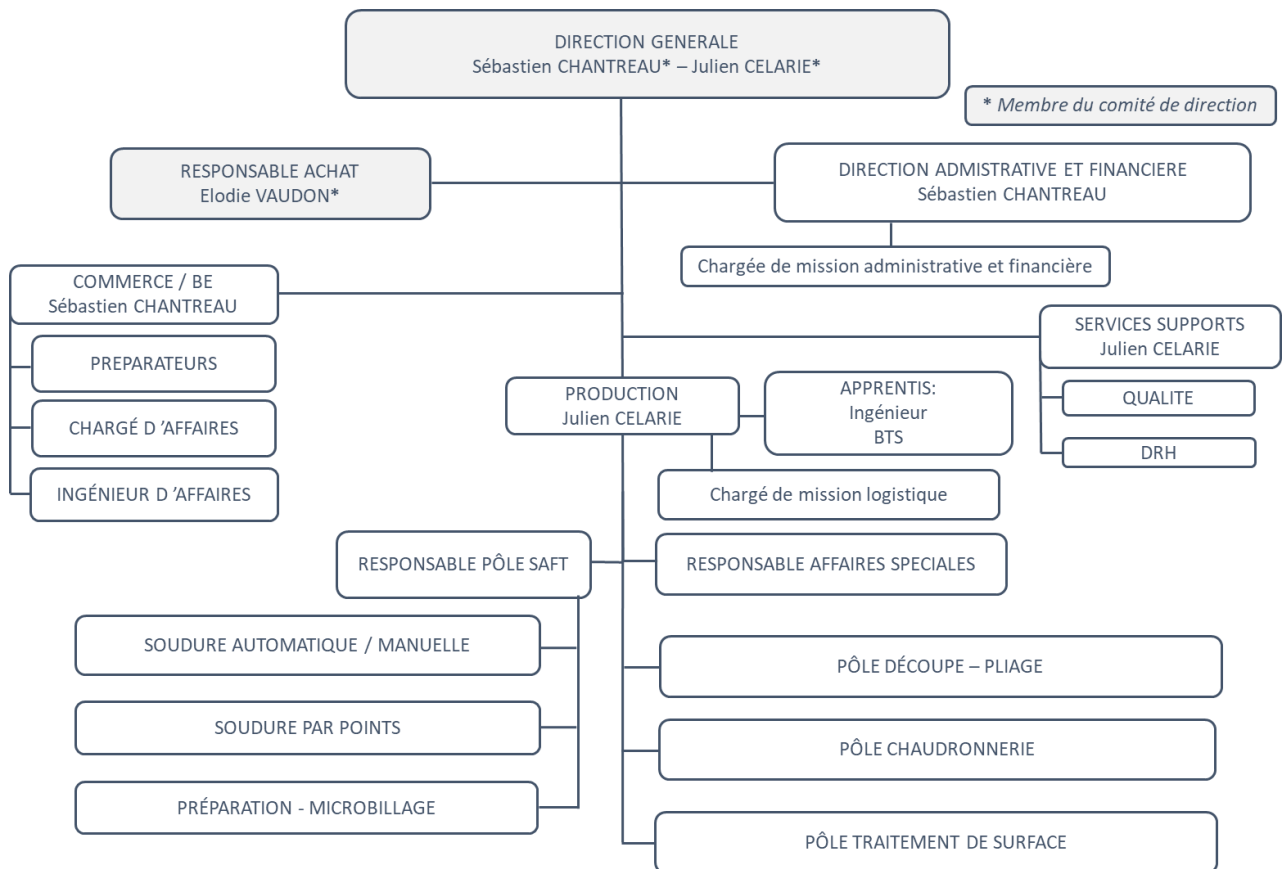 DIRECTION GENERALE
Sébastien CHANTREAU* – Julien CELARIE*
* Membre du comité de direction
RESPONSABLE ACHAT
Elodie VAUDON*
DIRECTION ADMISTRATIVE ET FINANCIERE
Sébastien CHANTREAU
Chargée de mission administrative et financière
COMMERCE / BE
Sébastien CHANTREAU
PREPARATEURS
CHARGÉ D ’AFFAIRES
INGÉNIEUR D ’AFFAIRES
SERVICES SUPPORTS
Julien CELARIE
QUALITE
DRH
PRODUCTION
Julien CELARIE
APPRENTIS:
Ingénieur
BTS
Chargé de mission logistique
RESPONSABLE PÔLE SAFT
RESPONSABLE AFFAIRES SPECIALES
SOUDURE AUTOMATIQUE / MANUELLE
SOUDURE PAR POINTS
PRÉPARATION - MICROBILLAGE
PÔLE DÉCOUPE – PLIAGE
PÔLE CHAUDRONNERIE
PÔLE TRAITEMENT DE SURFACE